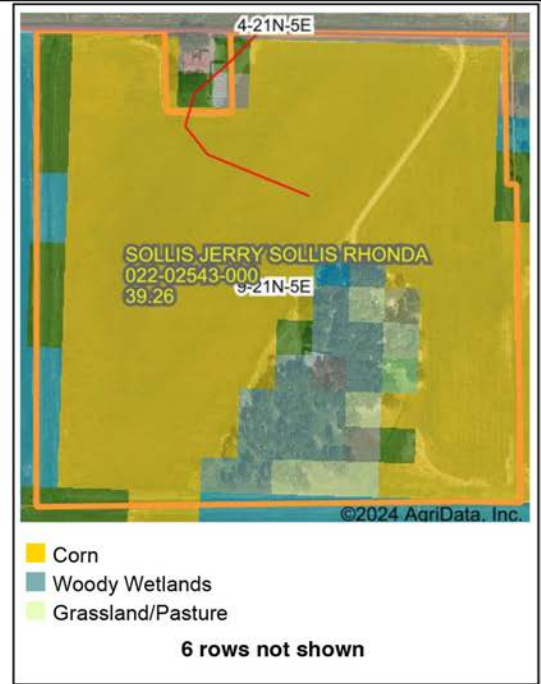 4-21N-5E
SOLLIS JERRY SOLLIS RHONDA
022-02543-000
9-21N-5E
39.26
©2024 AgriData, Inc.
Corn
Woody Wetlands
Grassland/Pasture
6 rows not shown